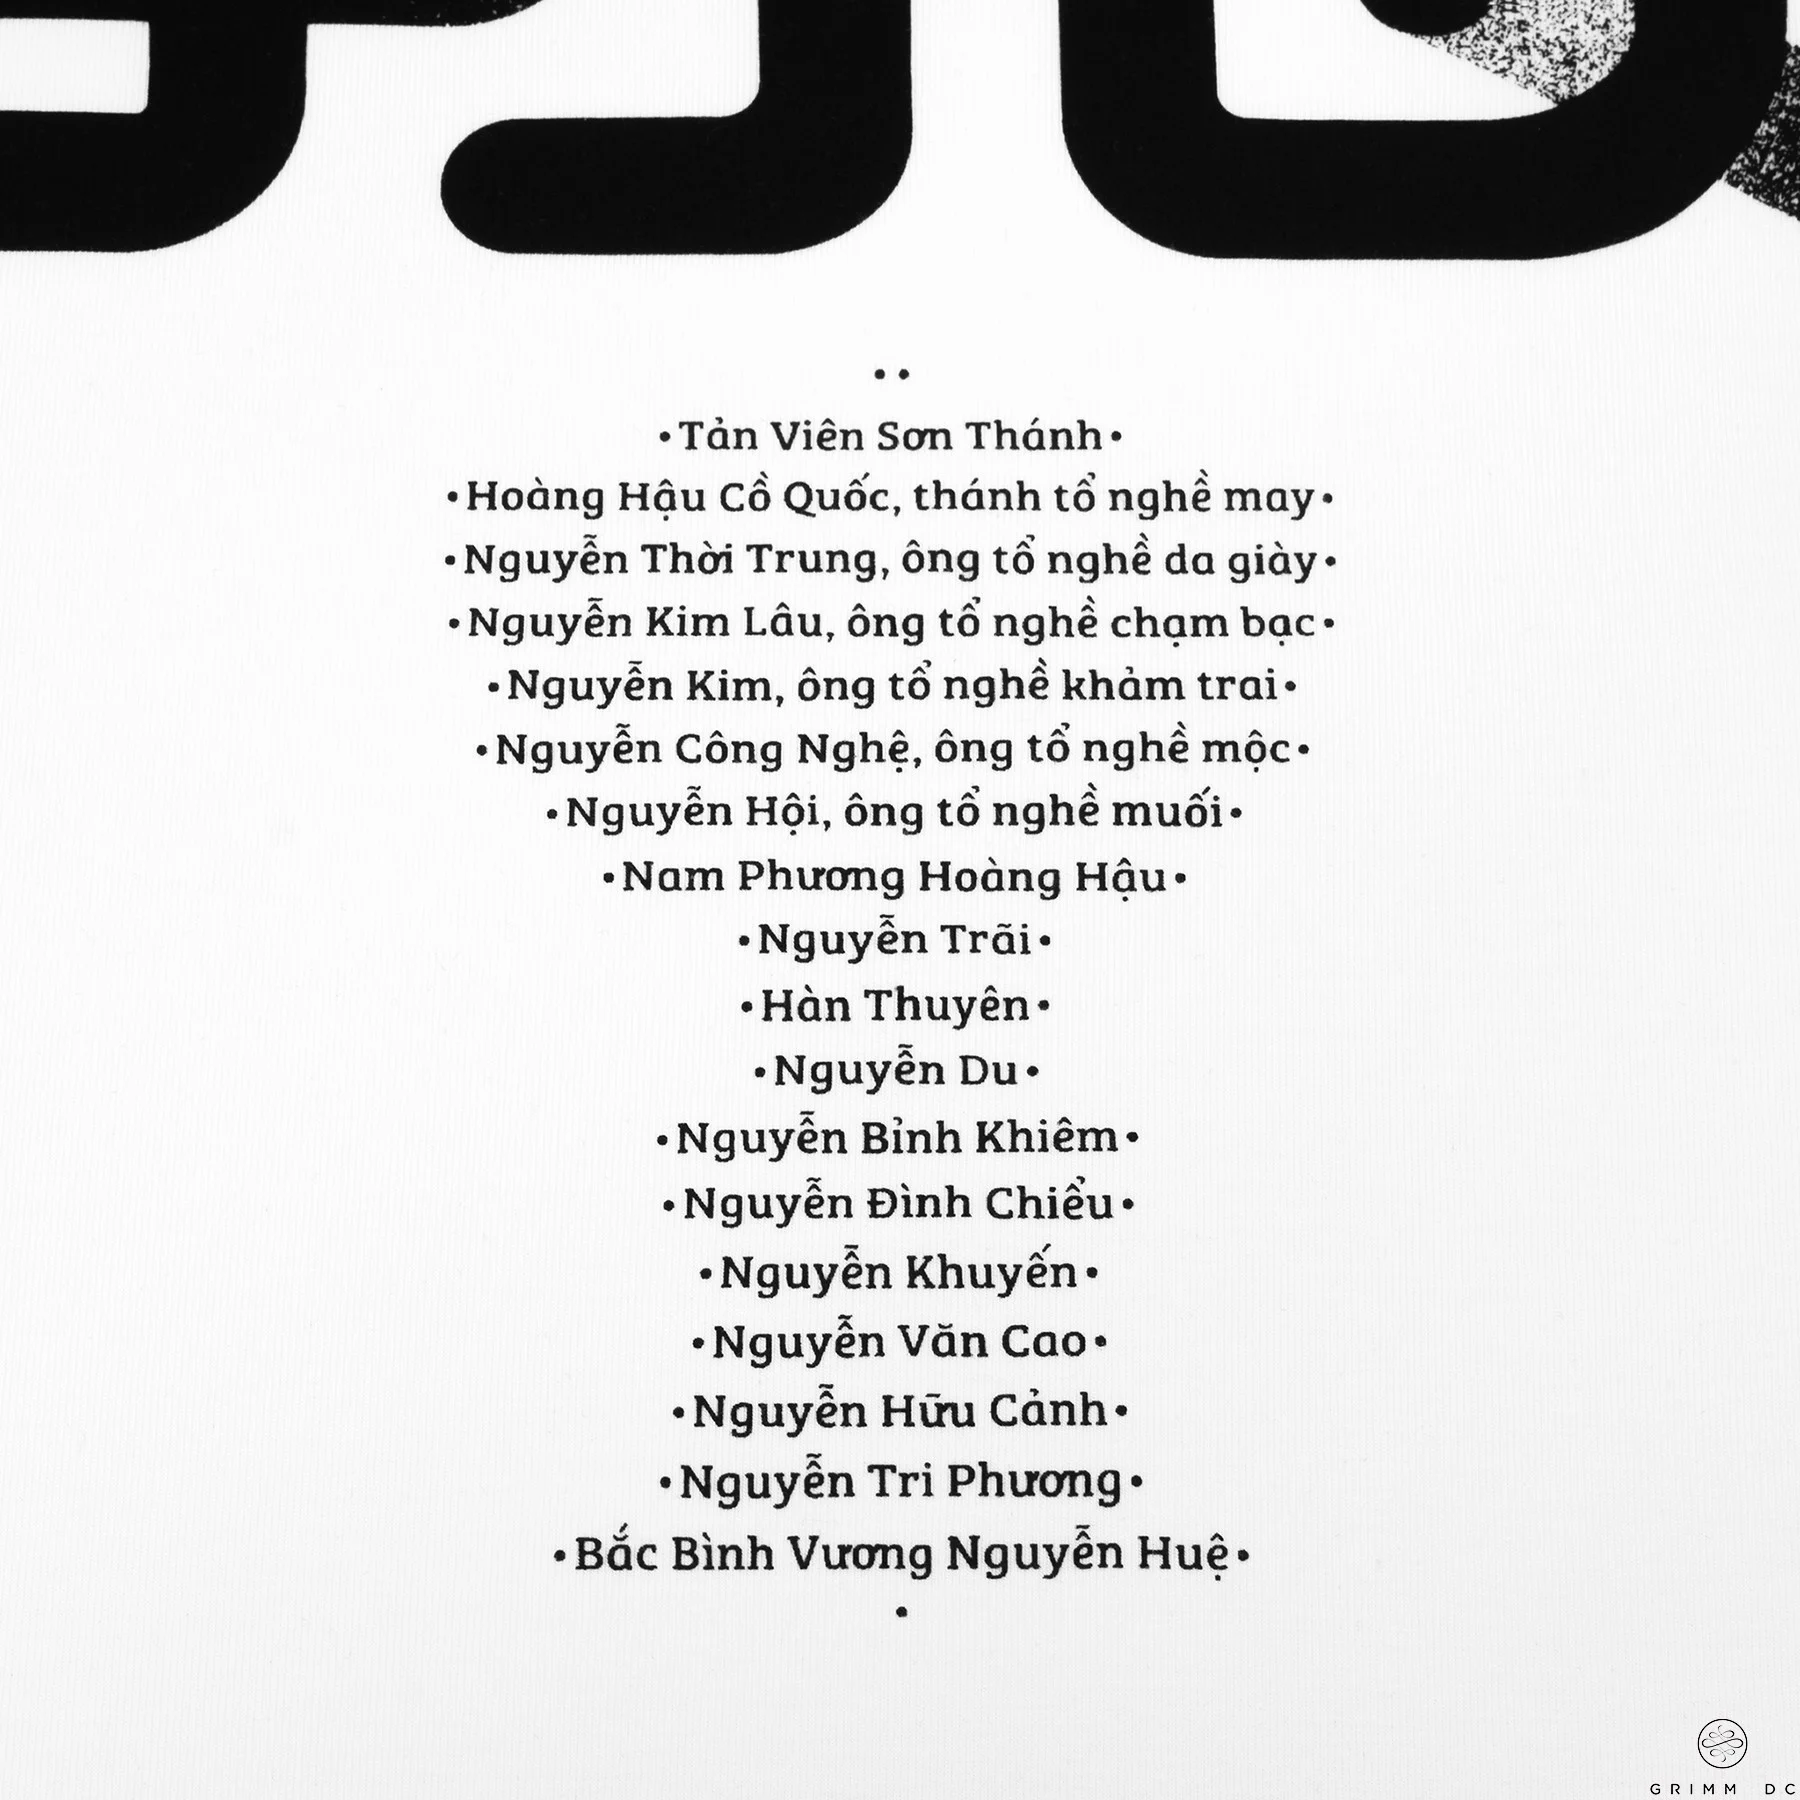 • •
•Tản Viên Sơn Thánh•
•Hoàng Hậu Cồ Quốc, thánh tổ nghề may•
•Nguyễn Thời Trung, ông tổ nghề da giày•
•Nguyễn Kim Lâu, ông tổ nghề chạm bạc•
•Nguyễn Kim, ông tổ nghề khảm trai•
•Nguyễn Công Nghệ, ông tổ nghề mộc•
•Nguyễn Hội, ông tổ nghề muối•
•Nam Phương Hoàng Hậu•
•Nguyễn Trãi•
•Hàn Thuyên•
•Nguyễn Du•
•Nguyễn Bỉnh Khiêm•
•Nguyễn Đình Chiểu•
•Nguyễn Khuyến•
•Nguyễn Văn Cao•
•Nguyễn Hữu Cảnh•
•Nguyễn Tri Phương•
•Bắc Bình Vương Nguyễn Huệ•
•
GRIMM DC